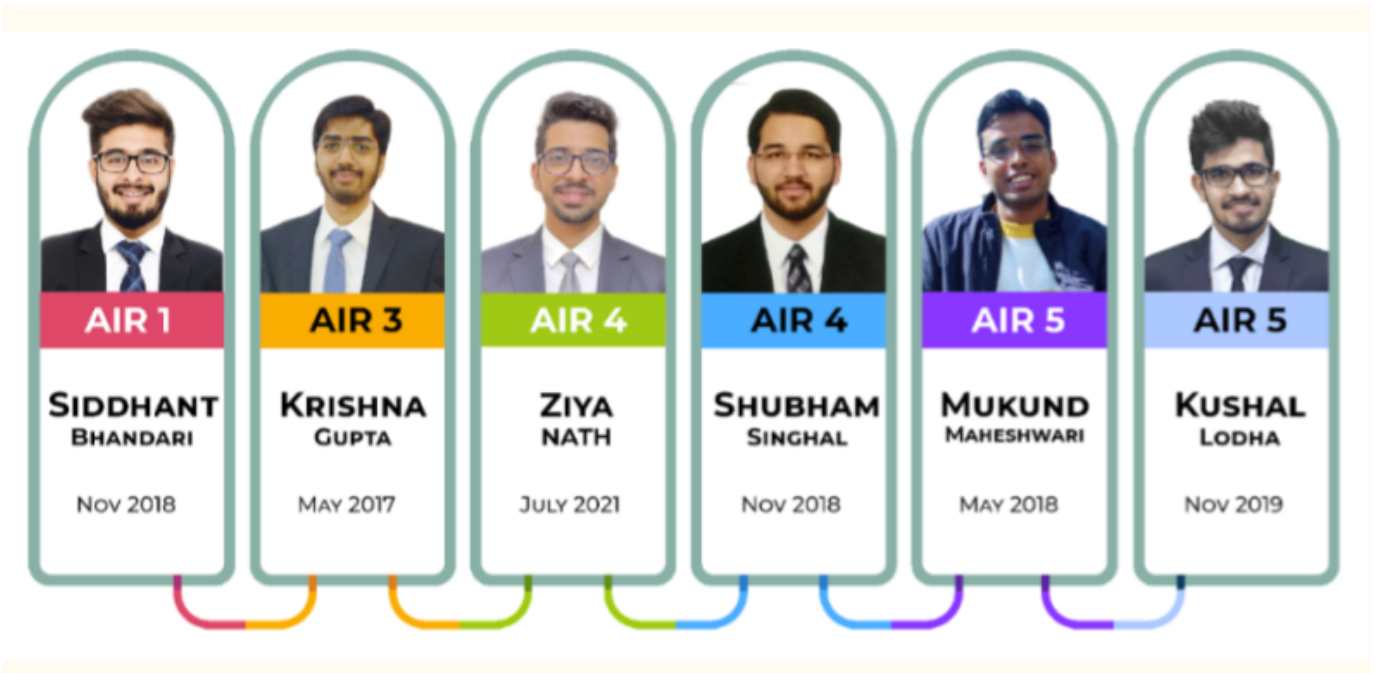 AIR 1
SIDDHANT
BHANDARI
NOV 2018
AIR 3
KRISHNA
GUPTA
MAY 2017
AIR 4
ZIYA
NATH
JULY 2021
AIR 4
SHUBHAM
SINGHAL
NOV 2018
AIR 5
MUKUND
MAHESHWARI
MAY 2018
AIR 5
KUSHAL
LODHA
NOV 2019